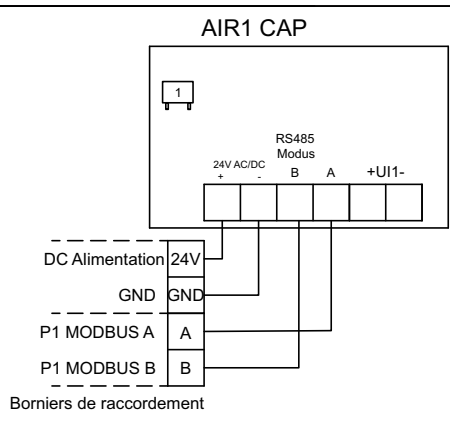 AIR1 CAP
1
RS485
Modus
24V AC/DC
+ - B A +UI1-
DC Alimentation 24V
GND GND
P1 MODBUS A A
P1 MODBUS B B
Borniers de raccordement